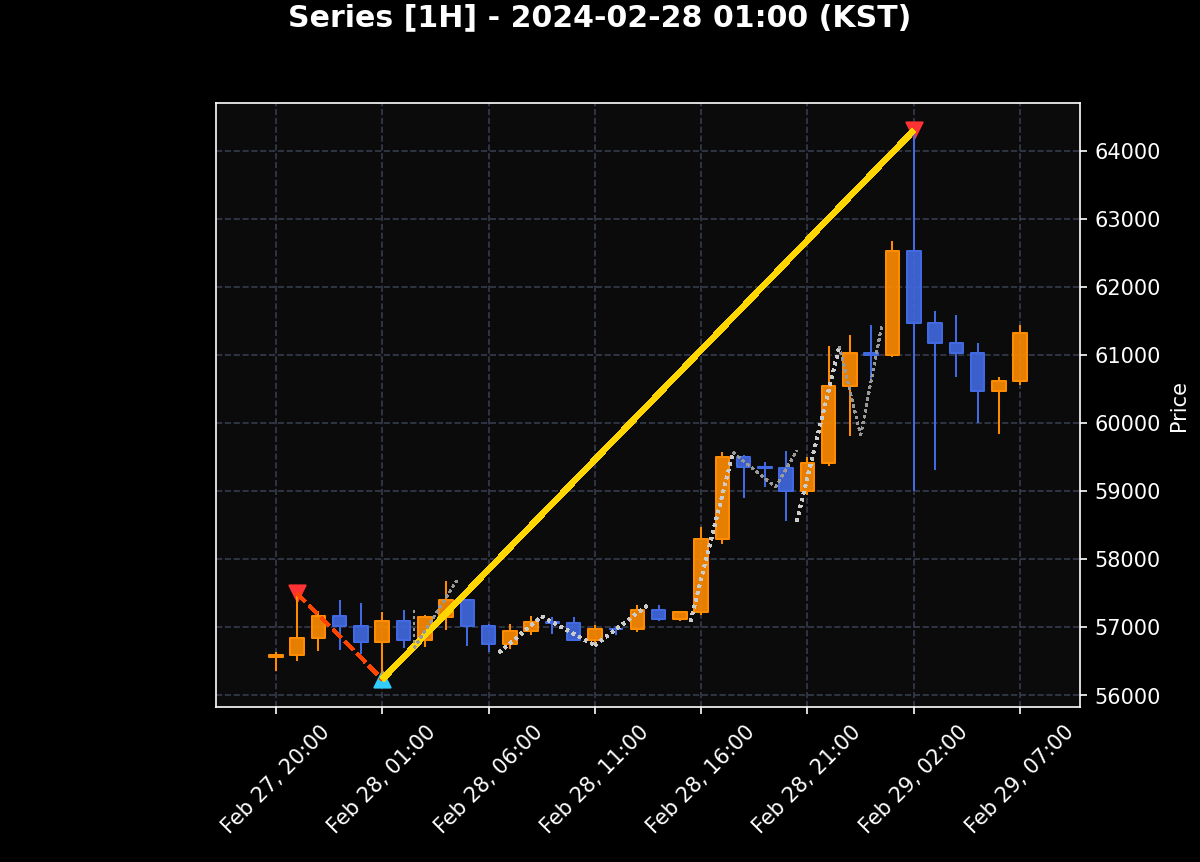 Series [1H] - 2024-02-28 01:00 (KST)
64000
63000
62000
61000
60000
59000
58000
57000
56000
Price
Feb 27, 20:00
Feb 28, 01:00
Feb 28, 06:00
Feb 28, 11:00
Feb 28, 16:00
Feb 28, 21:00
Feb 29, 02:00
Feb 29, 07:00